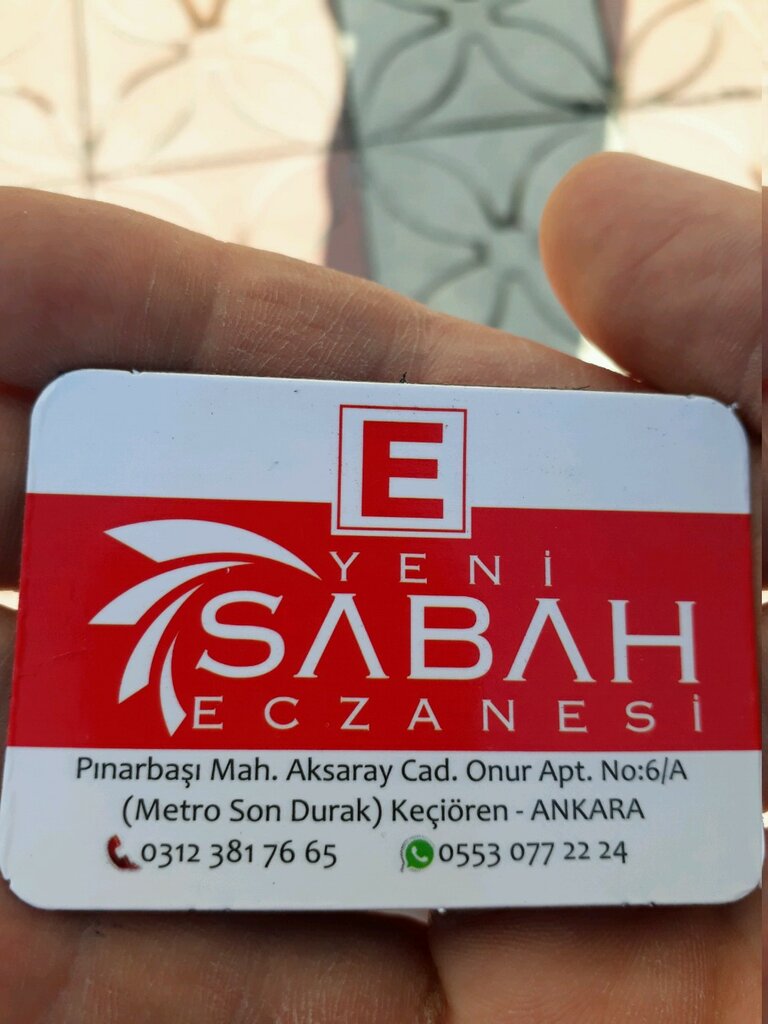 E
YENİ
SABAH
ECZANESİ
Pınarbaşı Mah. Aksaray Cad. Onur Apt. No:6/A
(Metro Son Durak) Keçiören - ANKARA
0312 381 76 65 0553 077 22 24